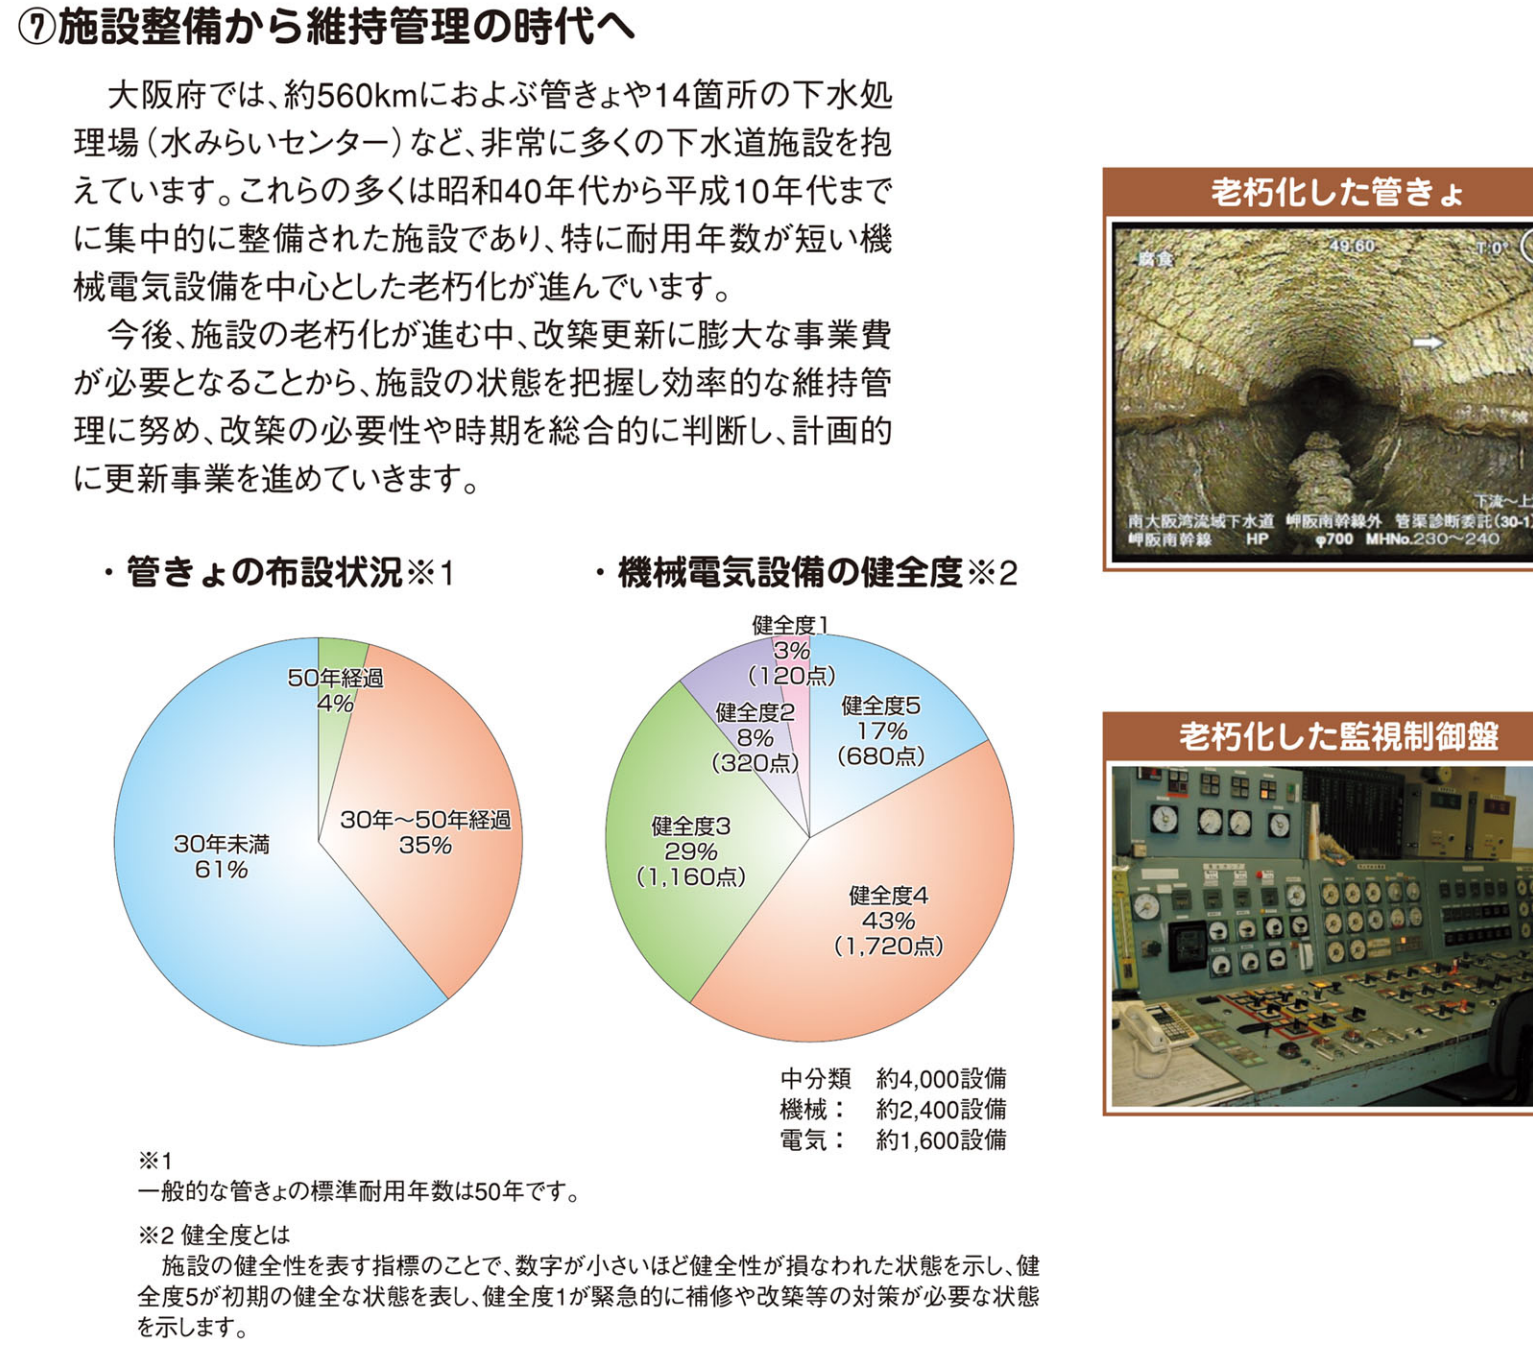 ⑦施設整備から維持管理の時代へ
大阪府では、約560kmにおよぶ管きょや14箇所の下水処
理場（水みらいセンター）など、非常に多くの下水道施設を抱
えています。これらの多くは昭和40年代から平成10年代まで
に集中的に整備された施設であり、特に耐用年数が短い機
械電気設備を中心とした老朽化が進んでいます。
今後、施設の老朽化が進む中、改築更新に膨大な事業費
が必要となることから、施設の状態を把握し効率的な維持管
理に努め、改築の必要性や時期を総合的に判断し、計画的
に更新事業を進めていきます。
・管きょの布設状況※1
50年経過
4%
30年～50年経過
35%
30年未満
61%
・機械電気設備の健全度※2
健全度1
3%
（120点）
健全度2
8%
（320点）
健全度5
17%
（680点）
健全度3
29%
（1,160点）
健全度4
43%
（1,720点）
中分類　約4,000設備
機械：　約2,400設備
電気：　約1,600設備
※1
一般的な管きょの標準耐用年数は50年です。
※2 健全度とは
施設の健全性を表す指標のことで、数字が小さいほど健全性が損なわれた状態を示し、健
全度5が初期の健全な状態を表し、健全度1が緊急的に補修や改築等の対策が必要な状態
を示します。
老朽化した管きょ
腐食
49.60
T 0°
下流～上
南大阪湾流域下水道　岬阪南幹線外　管渠診断委託(30-1)
岬阪南幹線　HP　φ700　MHNo.230～240
老朽化した監視制御盤